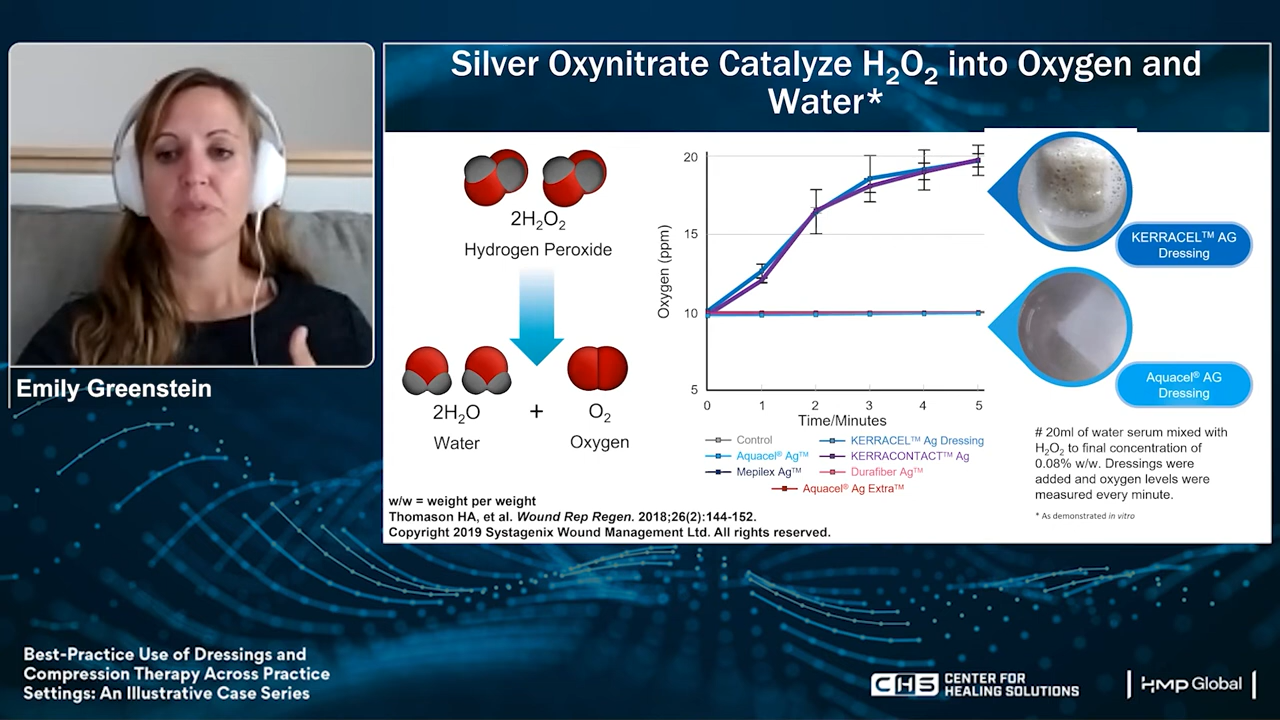 Silver Oxynitrate Catalyze H₂O₂ into Oxygen and
Water*
2H₂O₂
Hydrogen Peroxide
2H₂O
+
O₂
Water
Oxygen
Oxygen (ppm)
20
15
10
5
0
1
2
3
4
5
Time/Minutes
Control
KERRACEL™ Ag Dressing
Aquacel® Ag™
KERRACONTACT™ Ag
Mepilex Ag™
Durafiber Ag™
Aquacel® Ag Extra™
KERRACEL™ AG
Dressing
Aquacel® AG
Dressing
# 20ml of water serum mixed with
H₂O₂ to final concentration of
0.08% w/w. Dressings were
added and oxygen levels were
measured every minute.
* As demonstrated in vitro
w/w = weight per weight
Thomason HA, et al. Wound Rep Regen. 2018;26(2):144-152.
Copyright 2019 Systagenix Wound Management Ltd. All rights reserved.
Emily Greenstein
Best-Practice Use of Dressings and
Compression Therapy Across Practice
Settings: An Illustrative Case Series
CHS CENTER FOR
HEALING SOLUTIONS
HMP Global